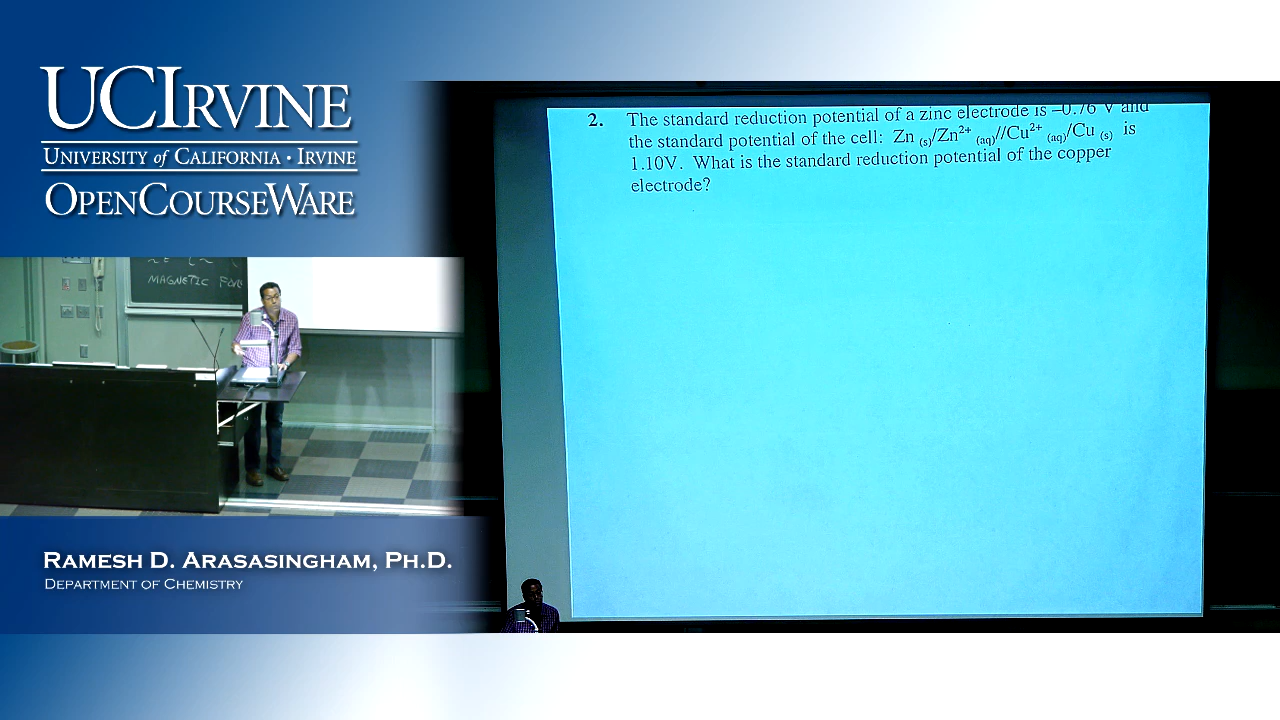 UCIRVINE
UNIVERSITY of CALIFORNIA · IRVINE
OPENCOURSEWARE
MAGNETIC
RAMESH D. ARASASINGHAM, PH.D.
DEPARTMENT OF CHEMISTRY
2. The standard reduction potential of a zinc electrode is –0.76 V and
the standard potential of the cell: Zn (s)/Zn2+ (aq)//Cu2+ (aq)/Cu (s) is
1.10V. What is the standard reduction potential of the copper
electrode?